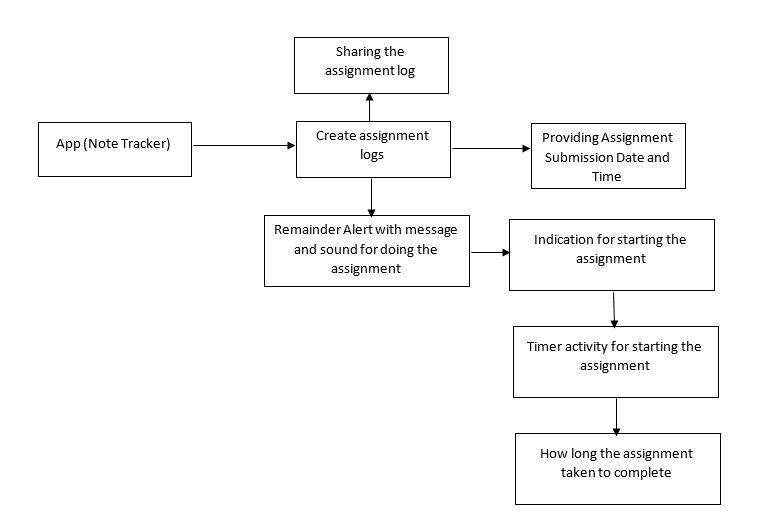 Sharing the
assignment log
App (Note Tracker)
Create assignment
logs
Providing Assignment
Submission Date and
Time
Remainder Alert with message
and sound for doing the
assignment
Indication for starting the
assignment
Timer activity for starting the
assignment
How long the assignment
taken to complete